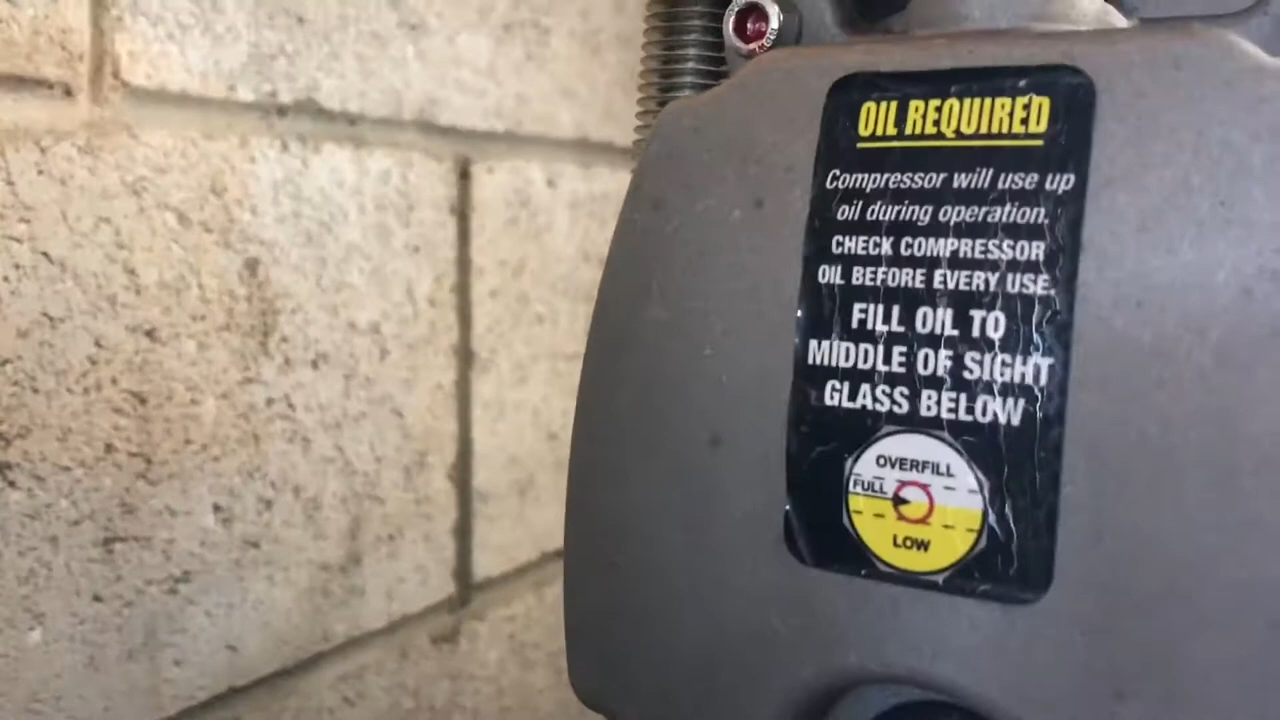 OIL REQUIRED
Compressor will use up
oil during operation.
CHECK COMPRESSOR
OIL BEFORE EVERY USE.
FILL OIL TO
MIDDLE OF SIGHT
GLASS BELOW
OVERFILL
FULL
LOW